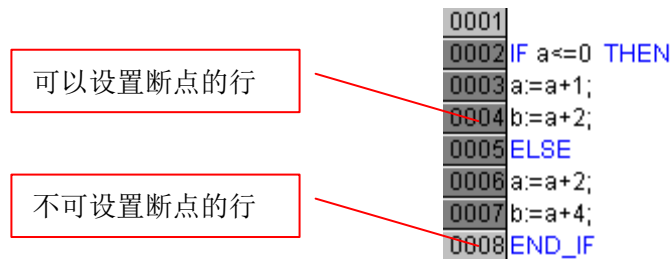 0001
0002 IF a<=0 THEN
可以设置断点的行
0003 a:=a+1;
0004 b:=a+2;
0005 ELSE
不可设置断点的行
0006 a:=a+2;
0007 b:=a+4;
0008 END_IF